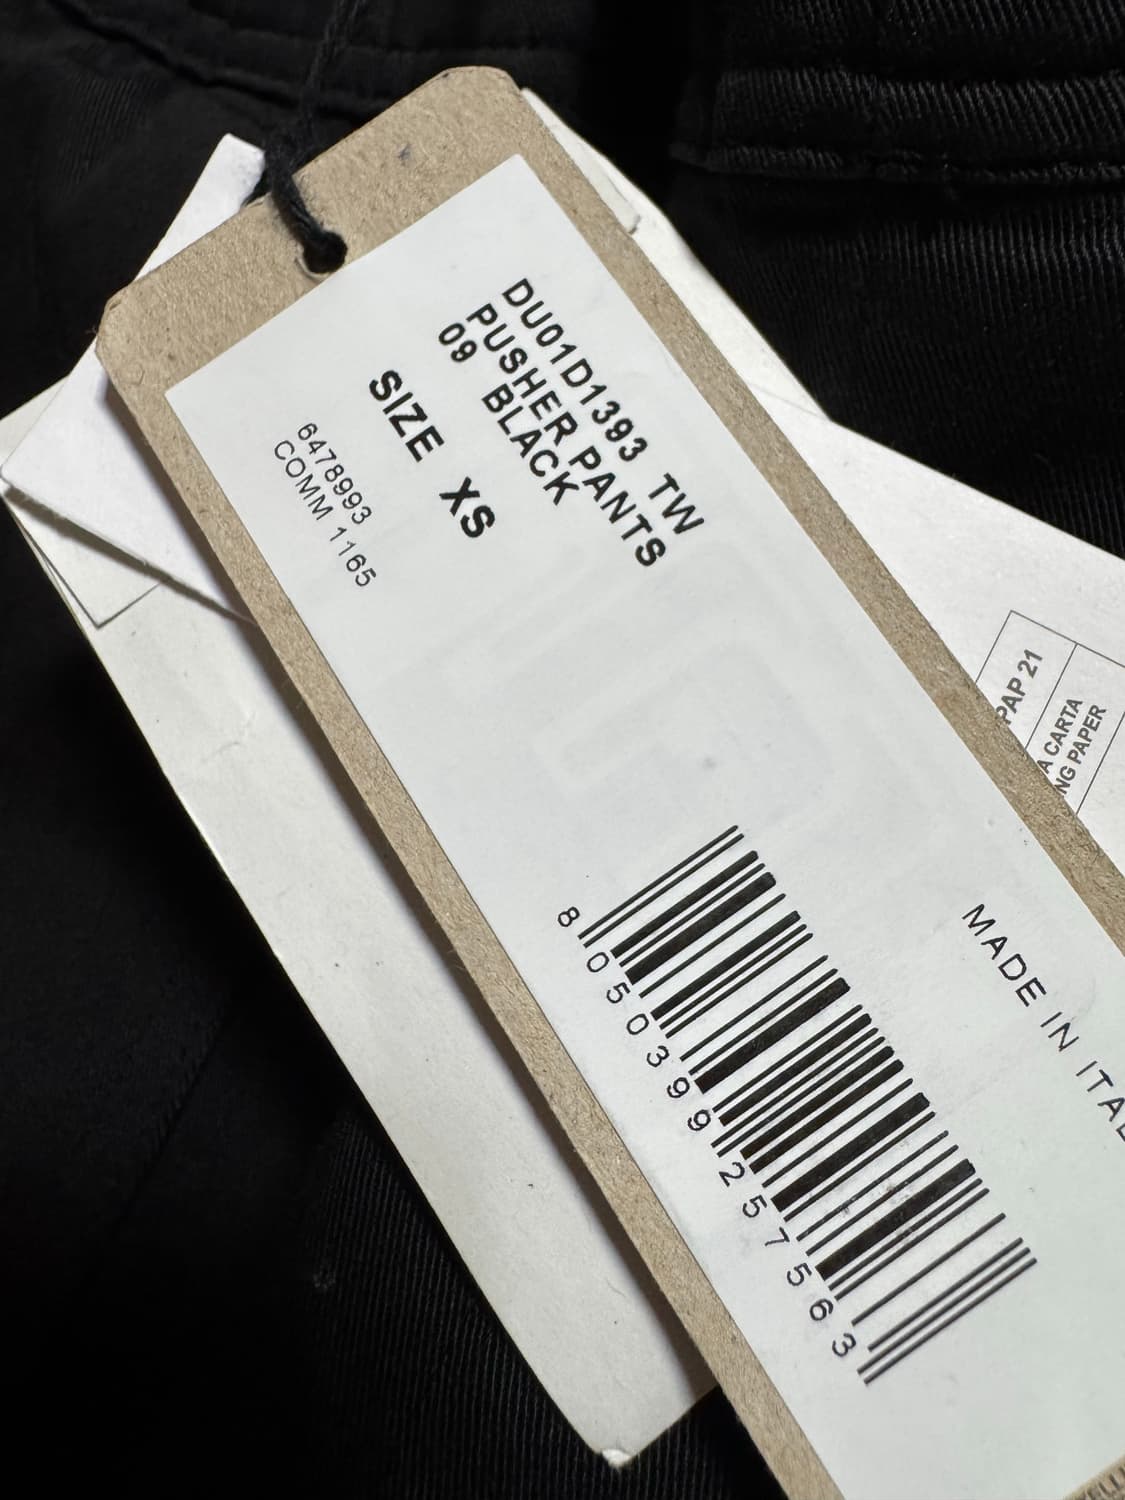 DU01D1393 TW
PUSHER PANTS
09 BLACK
SIZE XS
6478993
COMM 1165
8 050399 257563
MADE IN
PAP 21
CARTA
PAPER